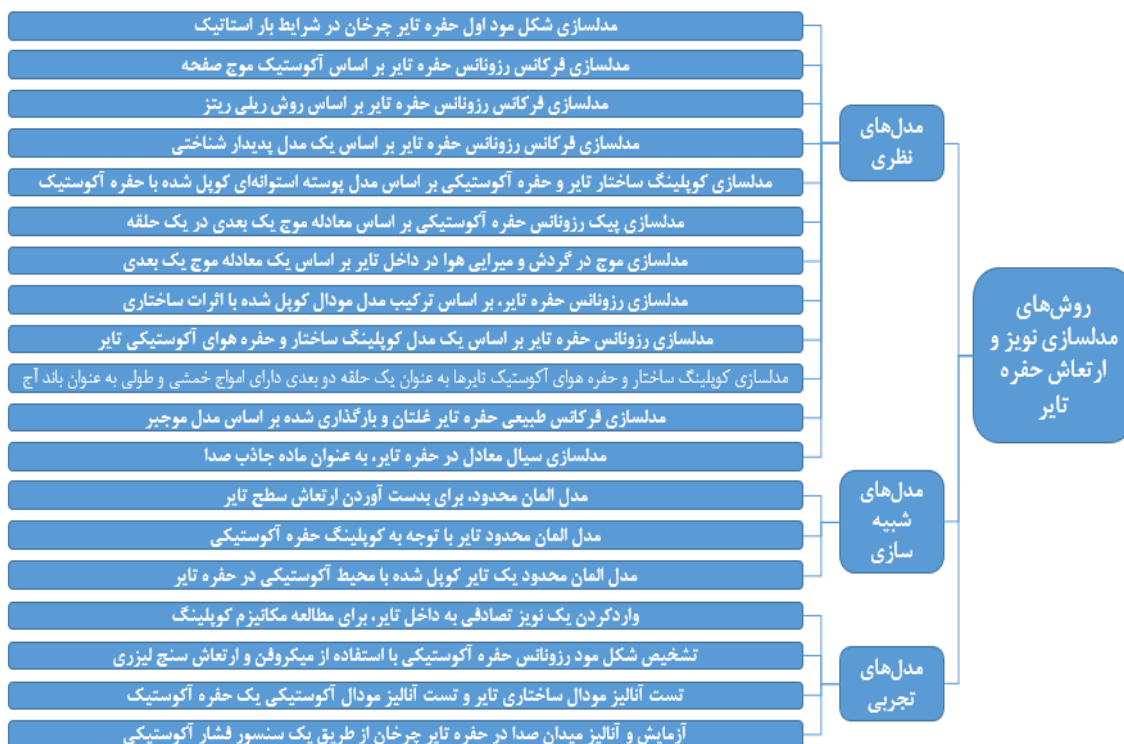 روش‌های
مدلسازی نویز و
ارتعاش حفره
تایر
مدل‌های
نظری
مدلسازی شکل مود اول حفره تایر چرخان در شرایط بار استاتیک
مدلسازی فرکانس رزونانس حفره تایر بر اساس آکوستیک موج صفحه
مدلسازی فرکانس رزونانس حفره تایر بر اساس روش ریلی ریتز
مدلسازی فرکانس رزونانس حفره تایر بر اساس یک مدل پدیدار شناختی
مدلسازی کوپلینگ ساختار تایر و حفره آکوستیکی بر اساس مدل پوسته استوانه‌ای کوپل شده با حفره آکوستیک
مدلسازی پیک رزونانس حفره آکوستیکی بر اساس معادله موج یک بعدی در یک حلقه
مدلسازی موج در گردش و میرایی هوا در داخل تایر بر اساس یک معادله موج یک بعدی
مدلسازی رزونانس حفره تایر، بر اساس ترکیب مدل مودال کوپل شده با اثرات ساختاری
مدلسازی رزونانس حفره تایر بر اساس یک مدل کوپلینگ ساختار و حفره هوای آکوستیکی تایر
مدلسازی کوپلینگ ساختار و حفره هوای آکوستیک تایرها به عنوان یک حلقه دو بعدی دارای امواج خمشی و طولی به عنوان باند آج
مدلسازی فرکانس طبیعی حفره تایر غلتان و بارگذاری شده بر اساس مدل موجبر
مدلسازی سیال معادل در حفره تایر، به عنوان ماده جاذب صدا
مدل‌های
شبیه
سازی
مدل المان محدود، برای بدست آوردن ارتعاش سطح تایر
مدل المان محدود تایر با توجه به کوپلینگ حفره آکوستیکی
مدل المان محدود یک تایر کوپل شده با محیط آکوستیکی در حفره تایر
مدل‌های
تجربی
واردکردن یک نویز تصادفی به داخل تایر، برای مطالعه مکانیزم کوپلینگ
تشخیص شکل مود رزونانس حفره آکوستیکی با استفاده از میکروفن و ارتعاش سنج لیزری
تست آنالیز مودال ساختاری تایر و تست آنالیز مودال آکوستیکی یک حفره آکوستیک
آزمایش و آنالیز میدان صدا در حفره تایر چرخان از طریق یک سنسور فشار آکوستیکی